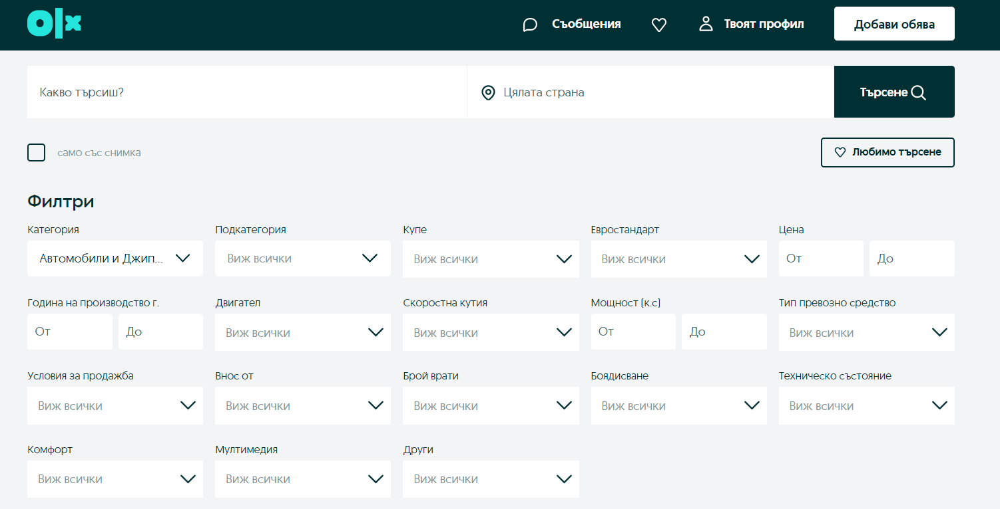 olx Съобщения Твоят профил Добави обява
Какво търсиш? Цялата страна Търсене
само със снимка Любимо търсене
Филтри
Категория Подкатегория Купе Евростандарт Цена
Автомобили и Джип... Виж всички Виж всички Виж всички От До
Година на производство г. Двигател Скоростна кутия Мощност (к.с) Тип превозно средство
От До Виж всички Виж всички От До Виж всички
Условия за продажба Внос от Брой врати Боядисване Техническо състояние
Виж всички Виж всички Виж всички Виж всички Виж всички
Комфорт Мултимедия Други
Виж всички Виж всички Виж всички